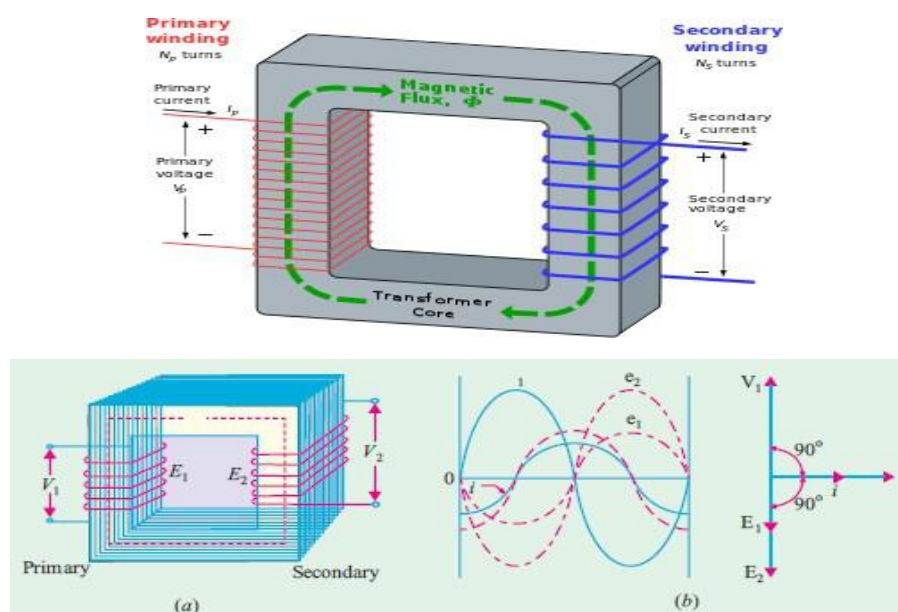 Primary
winding
Nₚ turns
Primary
current
iₚ
+
Primary
voltage
Vₚ
−
Magnetic
Flux, Φ
Transformer
Core
Secondary
winding
Nₛ turns
iₛ
Secondary
current
+
Secondary
voltage
Vₛ
−
V₁
E₁
E₂
V₂
Primary
Secondary
(a)
1
e₂
e₁
0
i
(b)
V₁
90°
i
90°
E₁
E₂